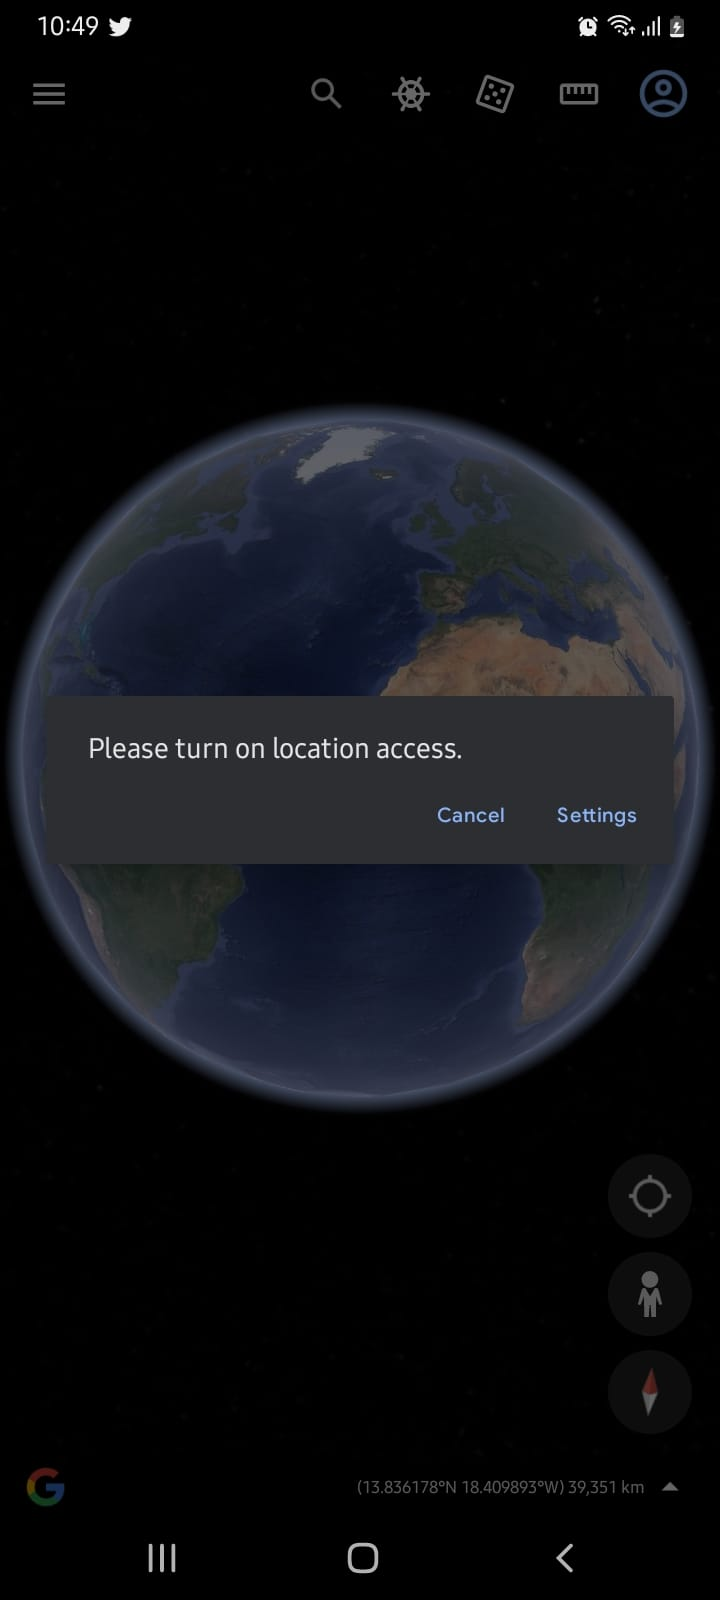 10:49
Please turn on location access.
Cancel Settings
(13.836178°N 18.409893°W) 39,351 km